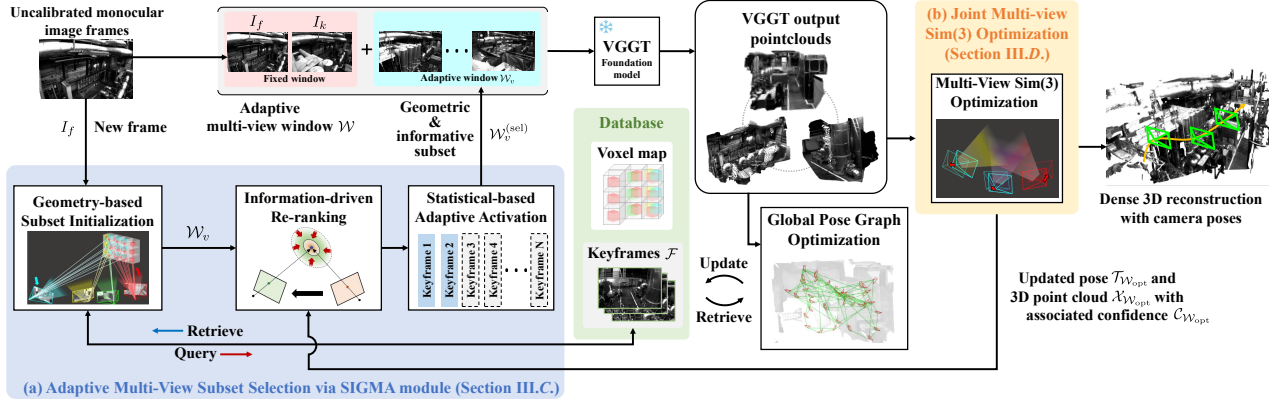 Uncalibrated monocular
image frames
I_f
New frame
I_f
I_k
Fixed window
+
Adaptive window 𝒲_v
Adaptive
multi-view window 𝒲
Geometric
&
informative
subset
𝒲_v^(sel)
VGGT
Foundation
model
VGGT output
pointclouds
(b) Joint Multi-view
Sim(3) Optimization
(Section III.D.)
Multi-View Sim(3)
Optimization
Dense 3D reconstruction
with camera poses
Database
Voxel map
Keyframes ℱ
Update
Retrieve
Global Pose Graph
Optimization
Updated pose 𝒯_𝒲opt and
3D point cloud 𝒳_𝒲opt with
associated confidence 𝒞_𝒲opt
Geometry-based
Subset Initialization
𝒲_v
Information-driven
Re-ranking
Statistical-based
Adaptive Activation
Keyframe 1
Keyframe 2
Keyframe 3
Keyframe 4
Keyframe N
Retrieve
Query
(a) Adaptive Multi-View Subset Selection via SIGMA module (Section III.C.)